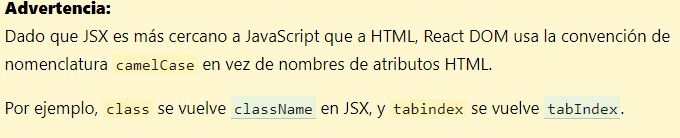 Advertencia:
Dado que JSX es más cercano a JavaScript que a HTML, React DOM usa la convención de
nomenclatura camelCase en vez de nombres de atributos HTML.
Por ejemplo, class se vuelve className en JSX, y tabindex se vuelve tabIndex.